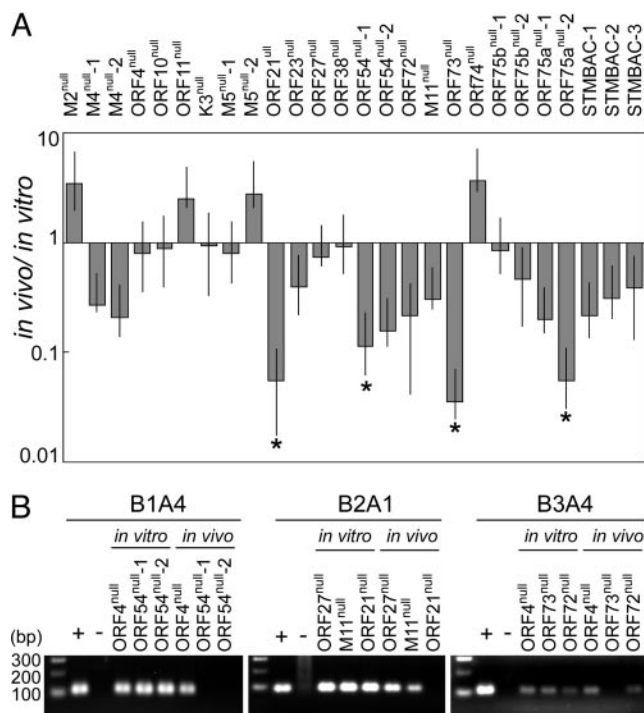 A
M2null
M4null-1
M4null-2
ORF4null
ORF10null
ORF11null
K3null
M5null-1
M5null-2
ORF21ull
ORF23null
ORF27null
ORF38null
ORF54null-1
ORF54null-2
ORF72null
M11null
ORF73null
ORf74null
ORF75bnull-1
ORF75bnull-2
ORF75anull-1
ORF75anull-2
STMBAC-1
STMBAC-2
STMBAC-3
in vivo/ in vitro
10
1
0.1
0.01
* * * *
B
B1A4 B2A1 B3A4
in vitro in vivo in vitro in vivo in vitro in vivo
+ - ORF4null ORF54null-1 ORF54null-2 ORF4null ORF54null-1 ORF54null-2
+ - ORF27null M11null ORF21null ORF27null M11null ORF21null
+ - ORF4null ORF73null ORF72null ORF4null ORF73null ORF72null
(bp)
300
200
100